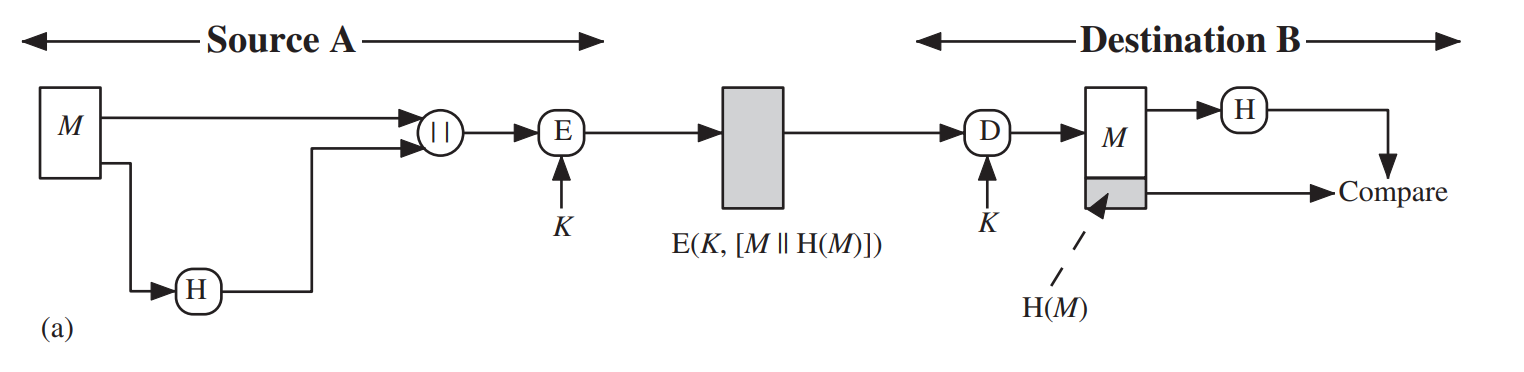 Source A
Destination B
M
||
E
D
M
H
K
K
Compare
E(K, [M || H(M)])
H
H(M)
(a)